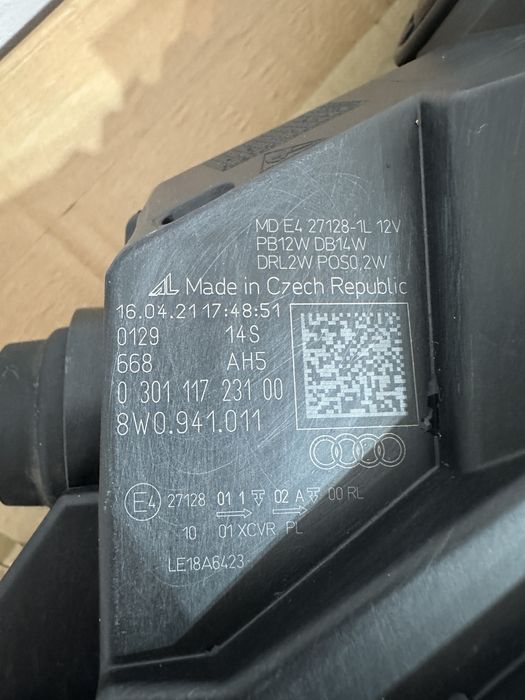 MD E4 27128-1L 12V
PB12W DB14W
DRL2W POS0,2W
AL Made in Czech Republic
16.04.21 17:48:51
0129 14S
668 AH5
0 301 117 231 00
8W0.941.011
E4 27128 01 1 02 A 00 RL
10 01 XCVR PL
LE18A6423